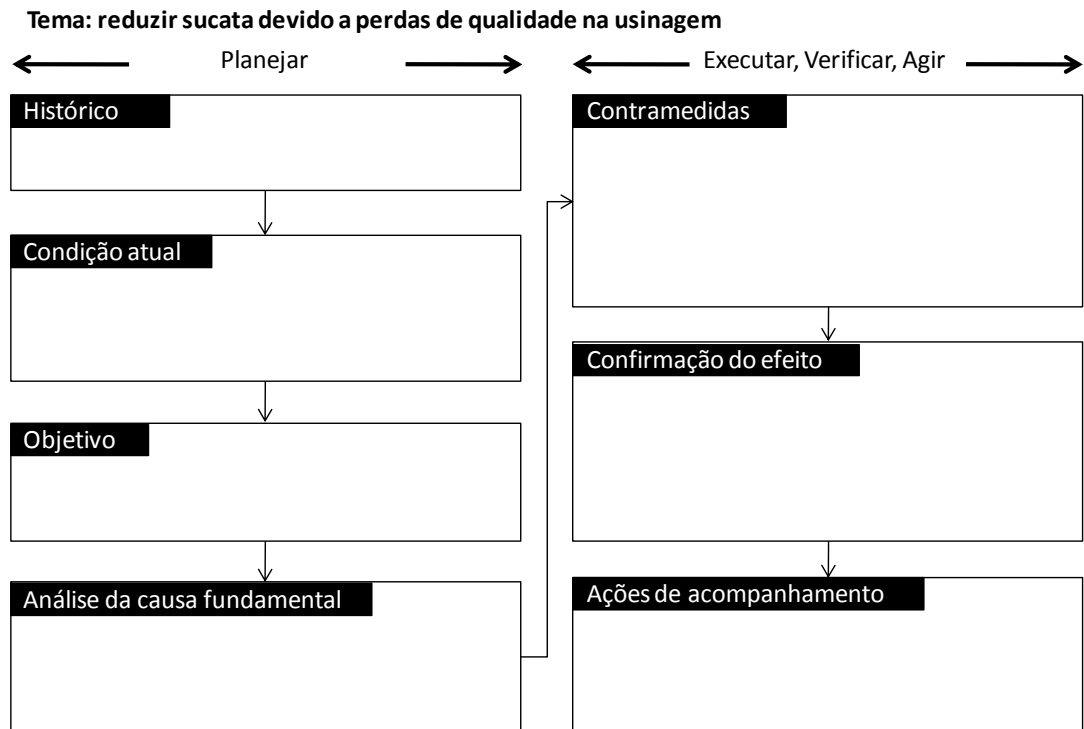 Tema: reduzir sucata devido a perdas de qualidade na usinagem
Planejar
Histórico
Condição atual
Objetivo
Análise da causa fundamental
Executar, Verificar, Agir
Contramedidas
Confirmação do efeito
Ações de acompanhamento